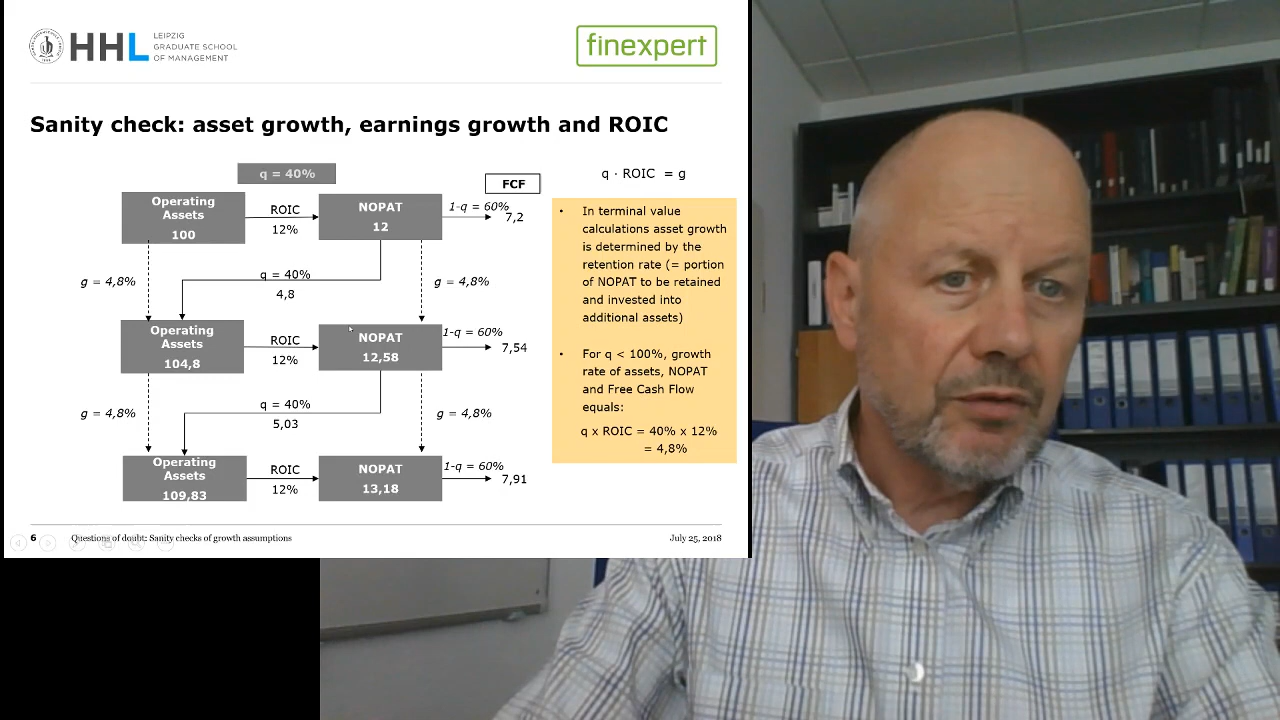 HHL
LEIPZIG
GRADUATE SCHOOL
OF MANAGEMENT
finexpert
Sanity check: asset growth, earnings growth and ROIC
q = 40%
FCF
q · ROIC = g
Operating
Assets
100
ROIC
12%
NOPAT
12
1-q = 60%
7,2
g = 4,8%
q = 40%
4,8
g = 4,8%
Operating
Assets
104,8
ROIC
12%
NOPAT
12,58
1-q = 60%
7,54
g = 4,8%
q = 40%
5,03
g = 4,8%
Operating
Assets
109,83
ROIC
12%
NOPAT
13,18
1-q = 60%
7,91
• In terminal value
calculations asset growth
is determined by the
retention rate (= portion
of NOPAT to be retained
and invested into
additional assets)
• For q < 100%, growth
rate of assets, NOPAT
and Free Cash Flow
equals:
q x ROIC = 40% x 12%
= 4,8%
6
Questions of doubt: Sanity checks of growth assumptions
July 25, 2018